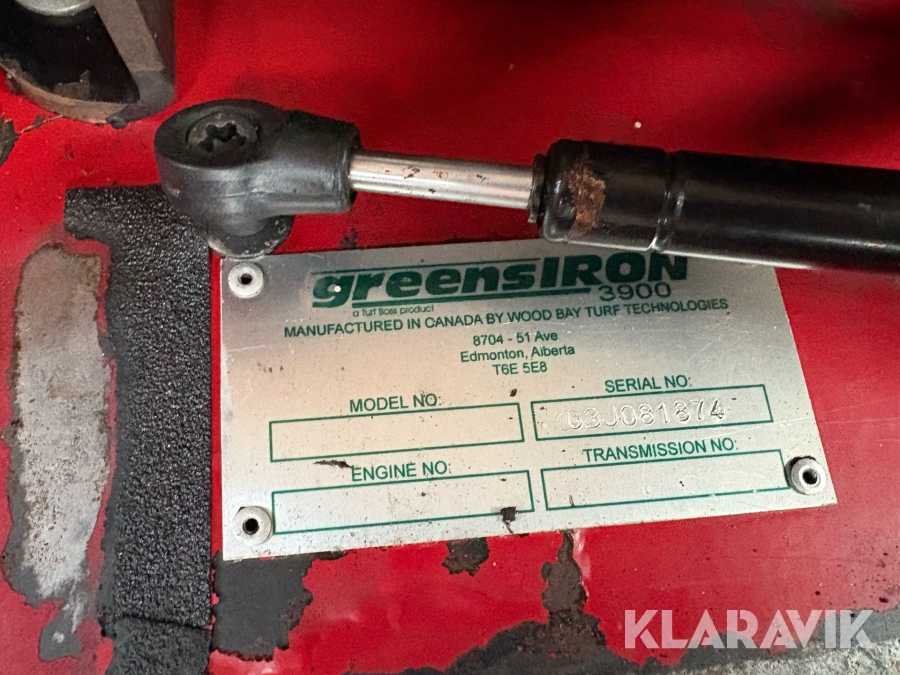 greensIRON
3900
a Turf Boss product
MANUFACTURED IN CANADA BY WOOD BAY TURF TECHNOLOGIES
8704 - 51 Ave
Edmonton, Alberta
T6E 5E8
MODEL NO:
SERIAL NO:
G3J081874
ENGINE NO:
TRANSMISSION NO:
KLARAVIK